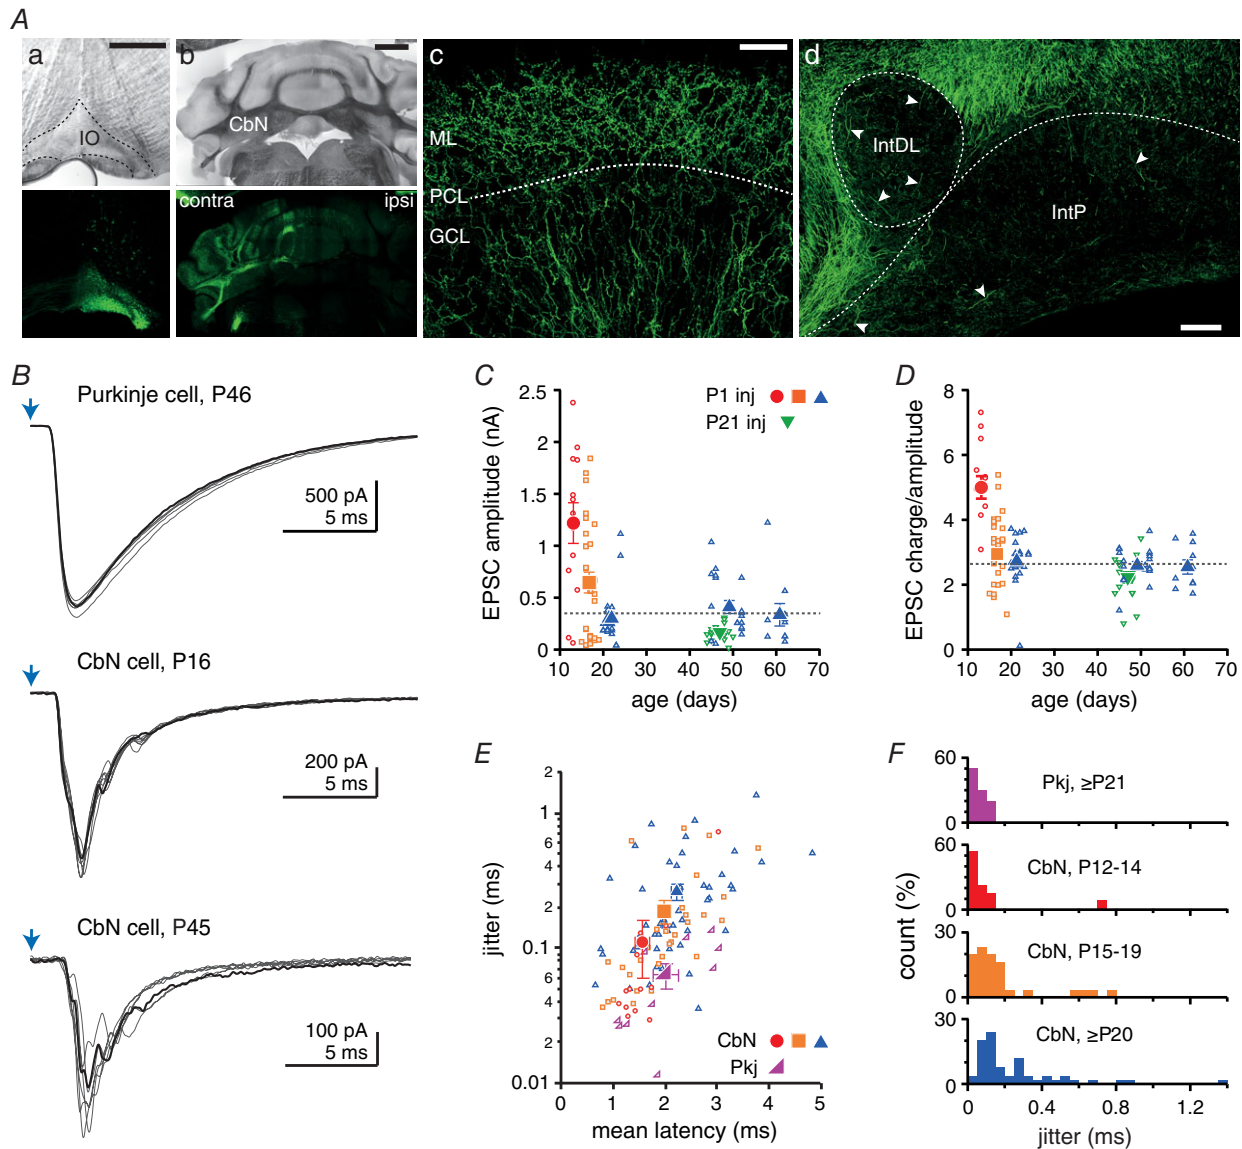 A
a
IO
b
CbN
contra
ipsi
c
ML
PCL
GCL
d
IntDL
IntP
B
Purkinje cell, P46
500 pA
5 ms
CbN cell, P16
200 pA
5 ms
CbN cell, P45
100 pA
5 ms
C
P1 inj
P21 inj
EPSC amplitude (nA)
2.5
2
1.5
1
0.5
0
10 20 30 40 50 60 70
age (days)
D
EPSC charge/amplitude
8
6
4
2
0
10 20 30 40 50 60 70
age (days)
E
jitter (ms)
2
1
6
4
2
0.1
6
4
2
0.01
CbN
Pkj
0 1 2 3 4 5
mean latency (ms)
F
count (%)
60
0
Pkj, ≥P21
60
0
CbN, P12-14
30
0
CbN, P15-19
30
0
CbN, ≥P20
0 0.4 0.8 1.2
jitter (ms)